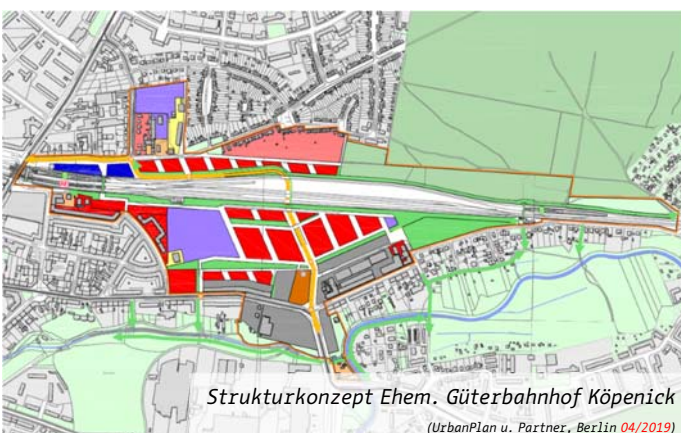 Strukturkonzept Ehem. Güterbahnhof Köpenick
(UrbanPlan u. Partner, Berlin 04/2019)